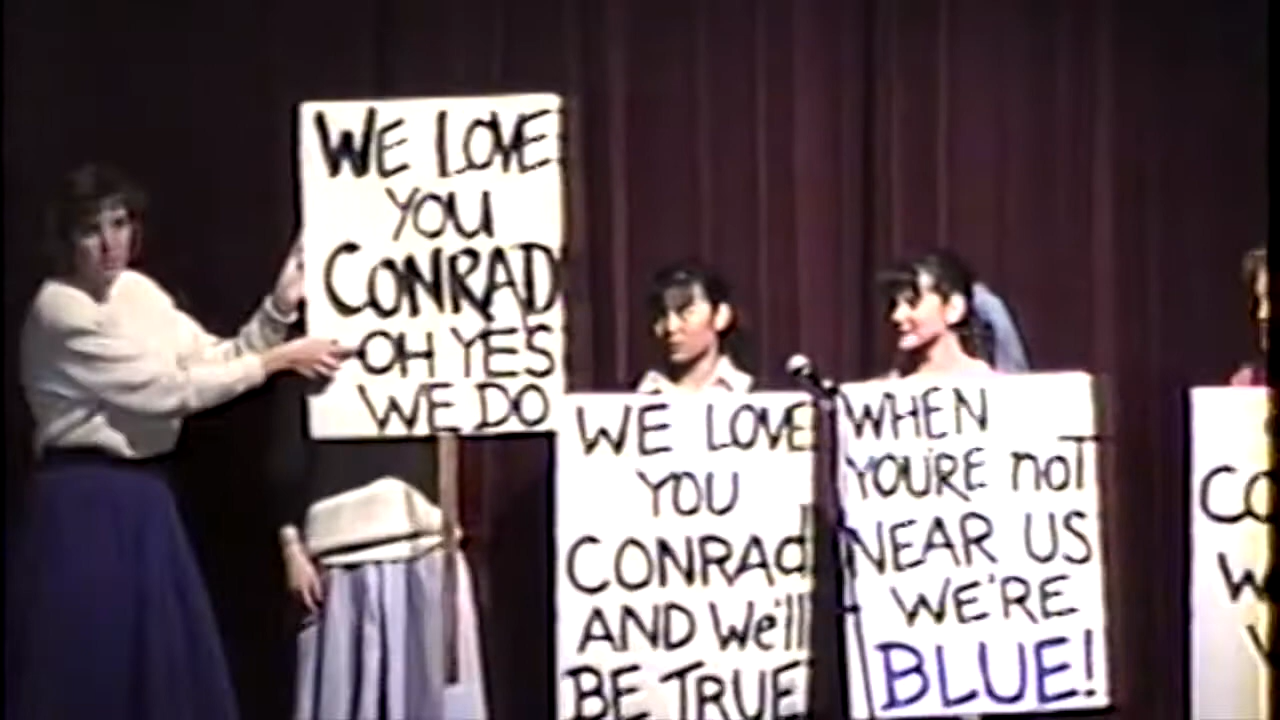 WE LOVE
YOU
CONRAD
OH YES
WE DO
WE LOVE
YOU
CONRAd
AND We'll
BE TRUE
WHEN
YOU'RE noT
NEAR US
WE'RE
BLUE!